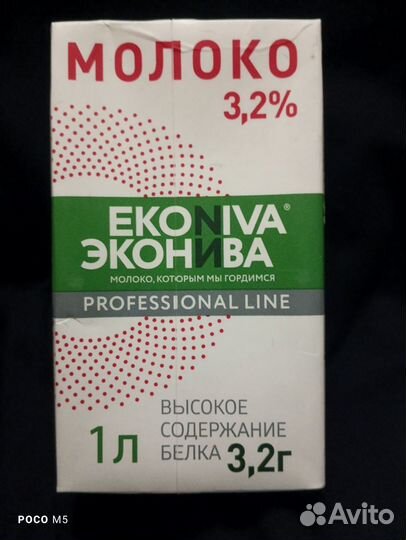 МОЛОКО
3,2%
EKONIVA®
ЭКОНИВА
МОЛОКО, КОТОРЫМ МЫ ГОРДИМСЯ
PROFESSIONAL LINE
1 л
ВЫСОКОЕ
СОДЕРЖАНИЕ
БЕЛКА 3,2г
POCO M5
Avito